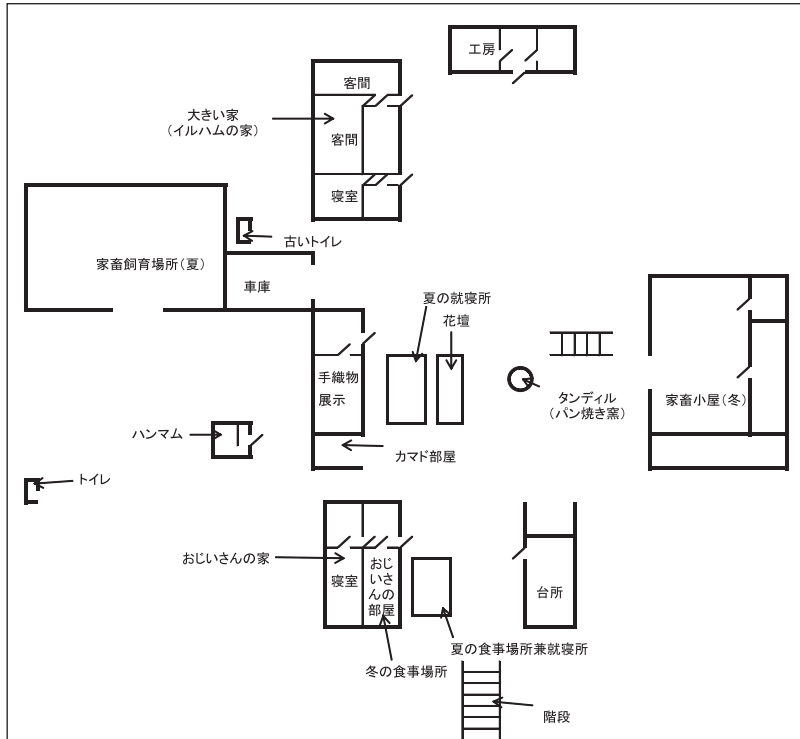 工房
客間
大きい家
（イルハムの家）
客間
寝室
古いトイレ
家畜飼育場所（夏）
車庫
夏の就寝所
花壇
手織物
展示
タンディル
（パン焼き窯）
家畜小屋（冬）
ハンマム
カマド部屋
トイレ
おじいさんの家
寝室
おじ
いさ
んの
部屋
台所
夏の食事場所兼就寝所
冬の食事場所
階段